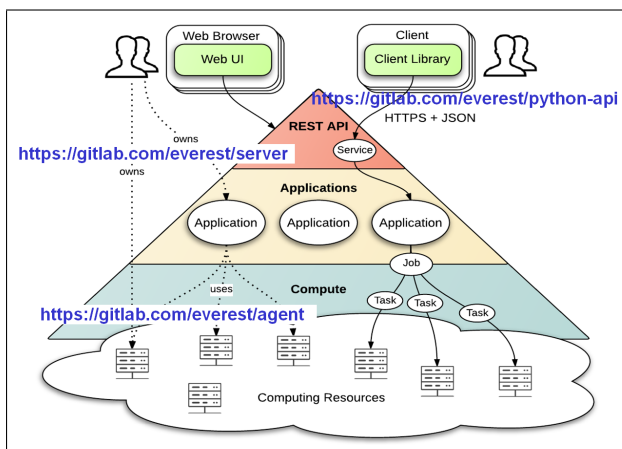 Web Browser
Web UI
Client
Client Library
https://gitlab.com/everest/python-api
HTTPS + JSON
REST API
owns
Service
https://gitlab.com/everest/server
owns
Applications
Application
Application
Application
Job
uses
Compute
Task
Task
Task
https://gitlab.com/everest/agent
Computing Resources